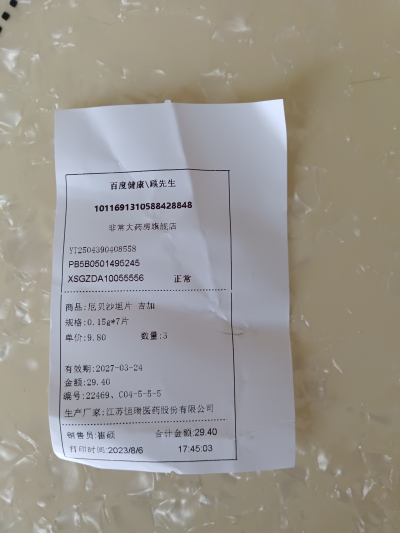 百度健康\顾先生
1011691310588428848
非常大药房旗舰店
YT2504390408558
PB5B0501495245
XSGZDA10055556 正常
商品:厄贝沙坦片 吉加
规格:0.15g*7片
单价:9.80 数量:3
有效期:2027-03-24
金额:29.40
编号:22469、C04-5-5-5
生产厂家:江苏恒瑞医药股份有限公司
销售员:崔硕 合计金额:29.40
打印时间:2023/8/6 17:45:03